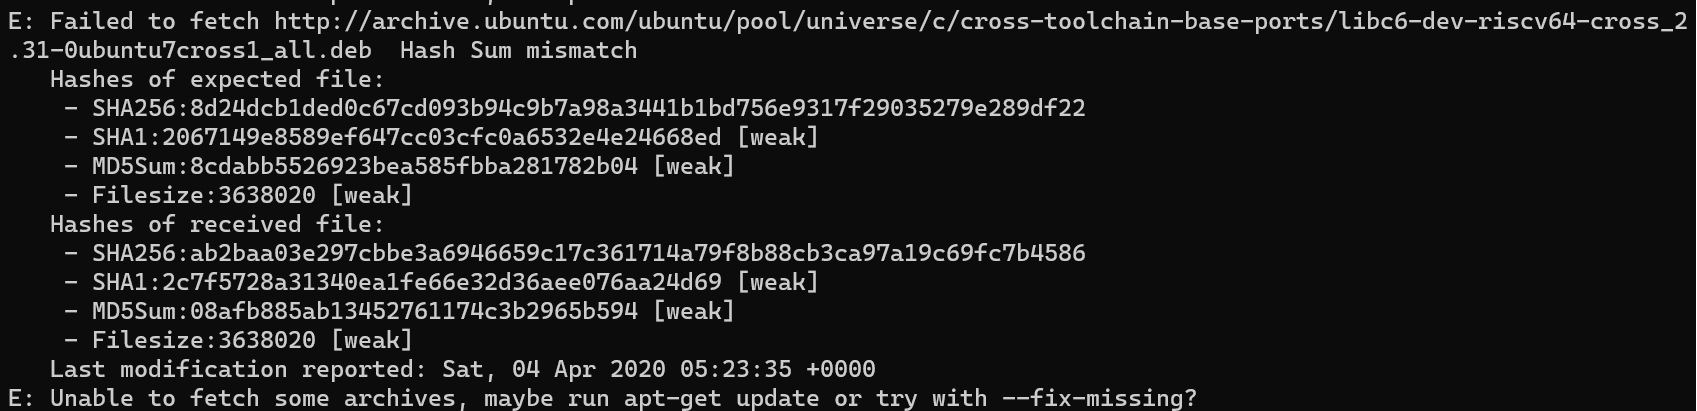 E: Failed to fetch http://archive.ubuntu.com/ubuntu/pool/universe/c/cross-toolchain-base-ports/libc6-dev-riscv64-cross_2
.31-0ubuntu7cross1_all.deb  Hash Sum mismatch
   Hashes of expected file:
    - SHA256:8d24dcb1ded0c67cd093b94c9b7a98a3441b1bd756e9317f29035279e289df22
    - SHA1:2067149e8589ef647cc03cfc0a6532e4e24668ed [weak]
    - MD5Sum:8cdabb5526923bea585fbba281782b04 [weak]
    - Filesize:3638020 [weak]
   Hashes of received file:
    - SHA256:ab2baa03e297cbbe3a6946659c17c361714a79f8b88cb3ca97a19c69fc7b4586
    - SHA1:2c7f5728a31340ea1fe66e32d36aee076aa24d69 [weak]
    - MD5Sum:08afb885ab13452761174c3b2965b594 [weak]
    - Filesize:3638020 [weak]
   Last modification reported: Sat, 04 Apr 2020 05:23:35 +0000
E: Unable to fetch some archives, maybe run apt-get update or try with --fix-missing?